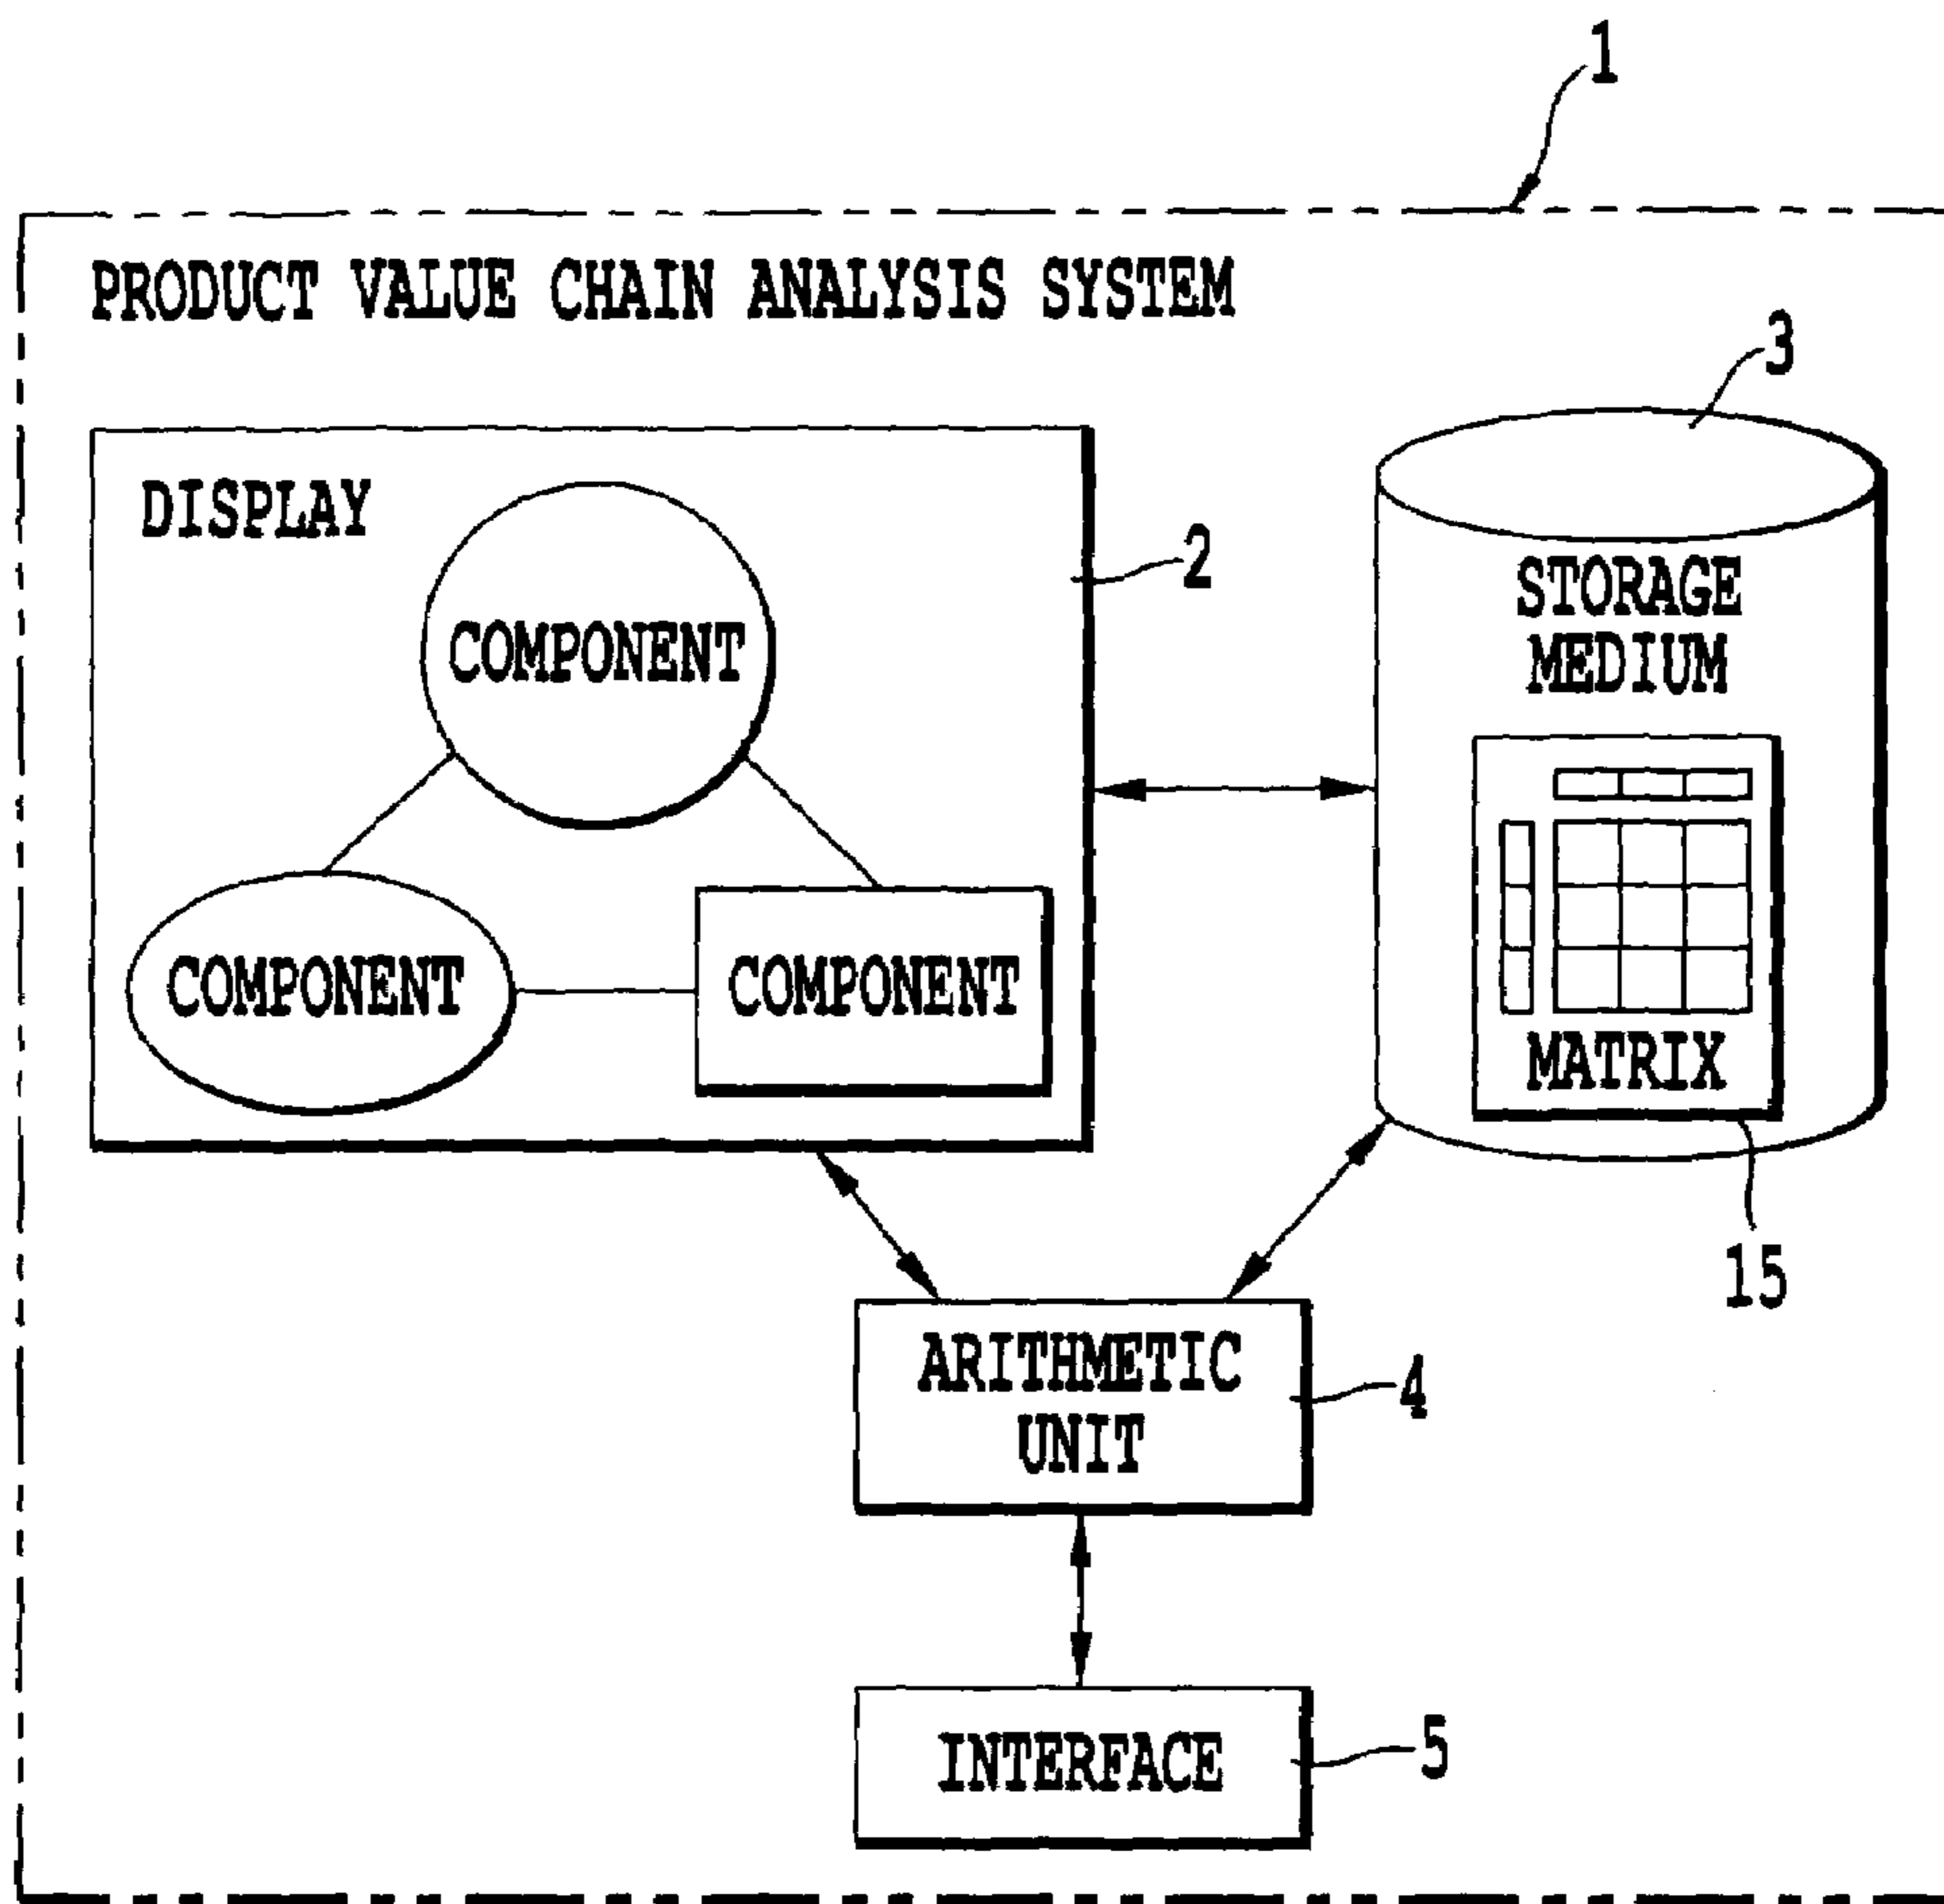 1
PRODUCT VALUE CHAIN ANALYSIS SYSTEM
3
DISPLAY
2
STORAGE
MEDIUM
COMPONENT
COMPONENT
COMPONENT
MATRIX
15
ARITHMETIC
UNIT
4
INTERFACE
5